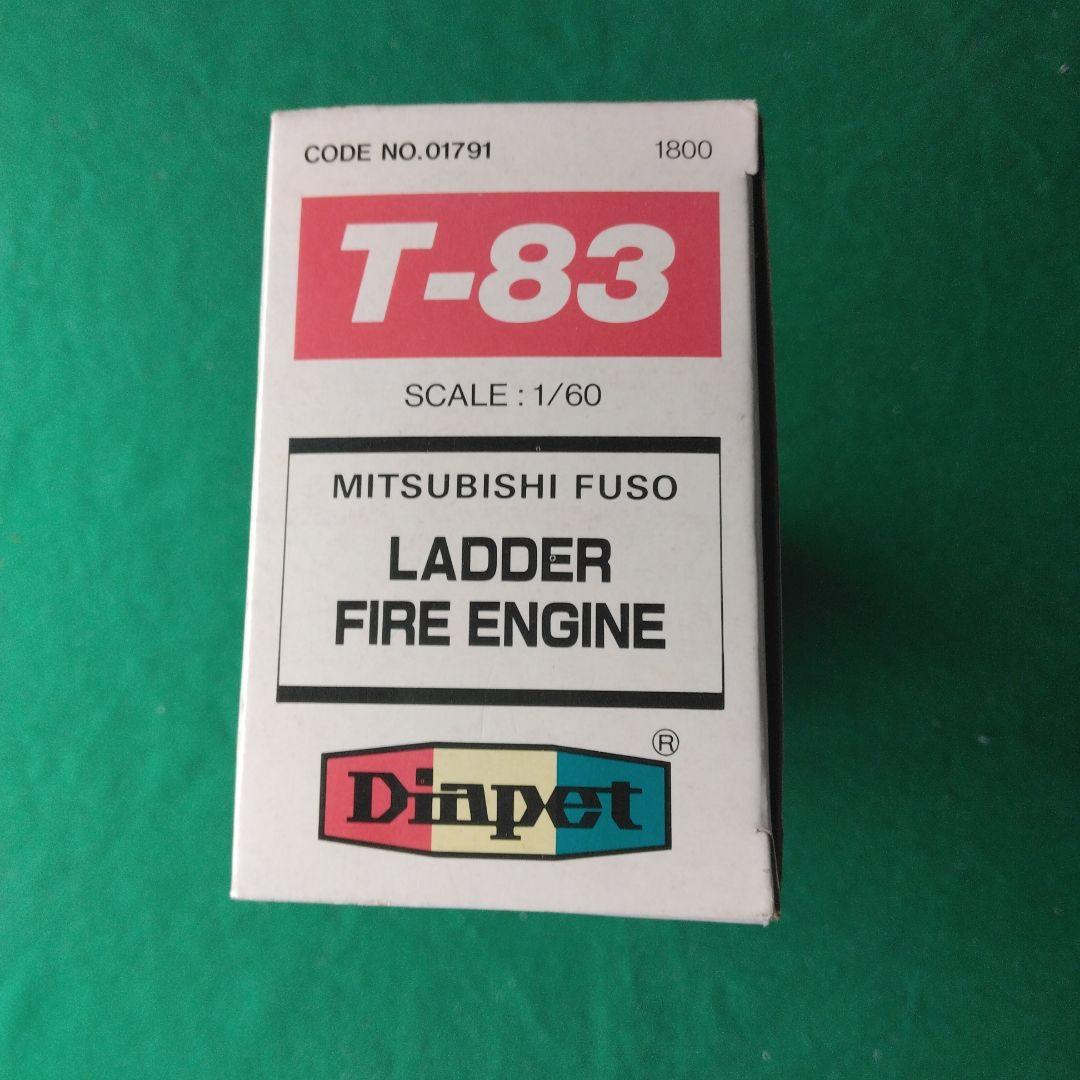 CODE NO.01791 1800
T-83
SCALE : 1/60
MITSUBISHI FUSO
LADDER
FIRE ENGINE
Diapet ®